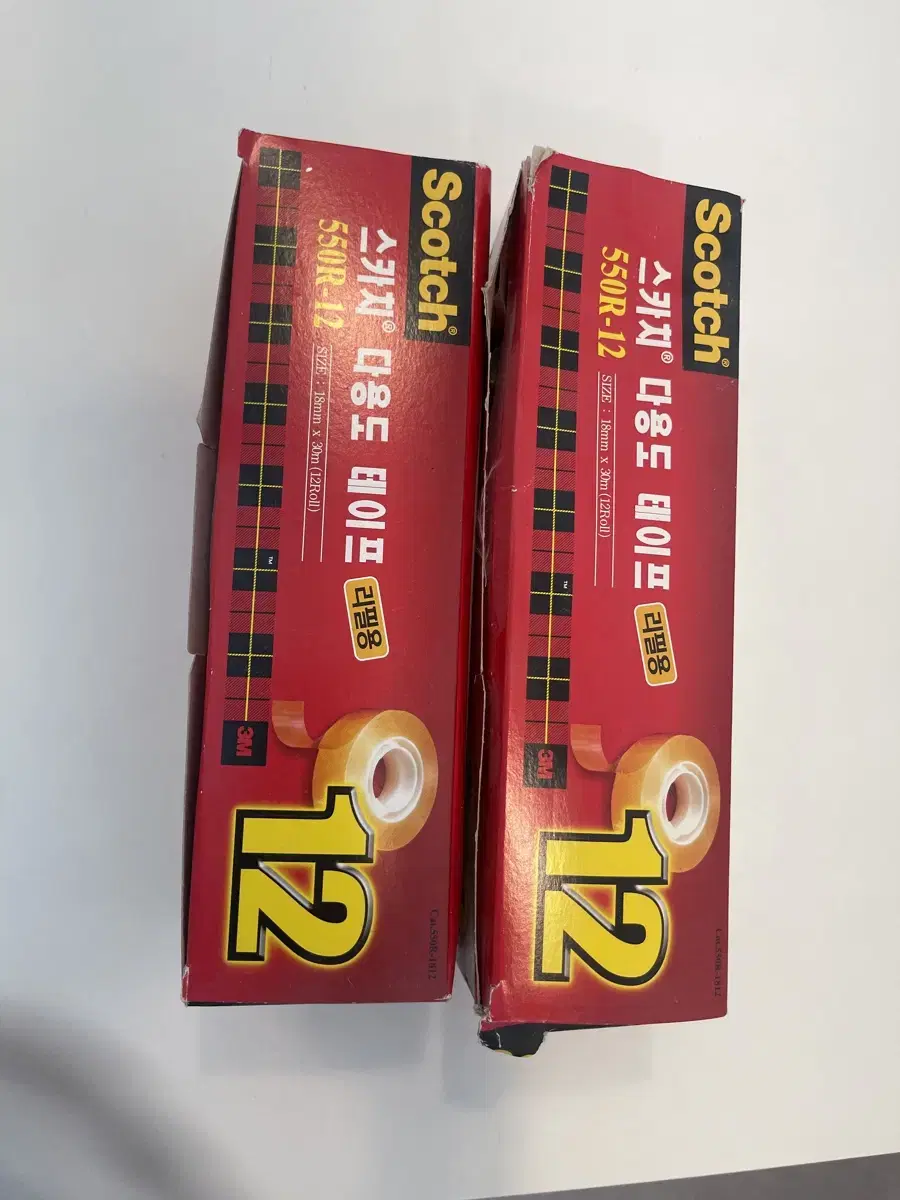 Scotch®
스카치® 다용도 테이프 리필용
550R-12
SIZE : 18mm x 30m (12Roll)
TM
3M
12
Scotch®
스카치® 다용도 테이프 리필용
550R-12
SIZE : 18mm x 30m (12Roll)
TM
3M
12